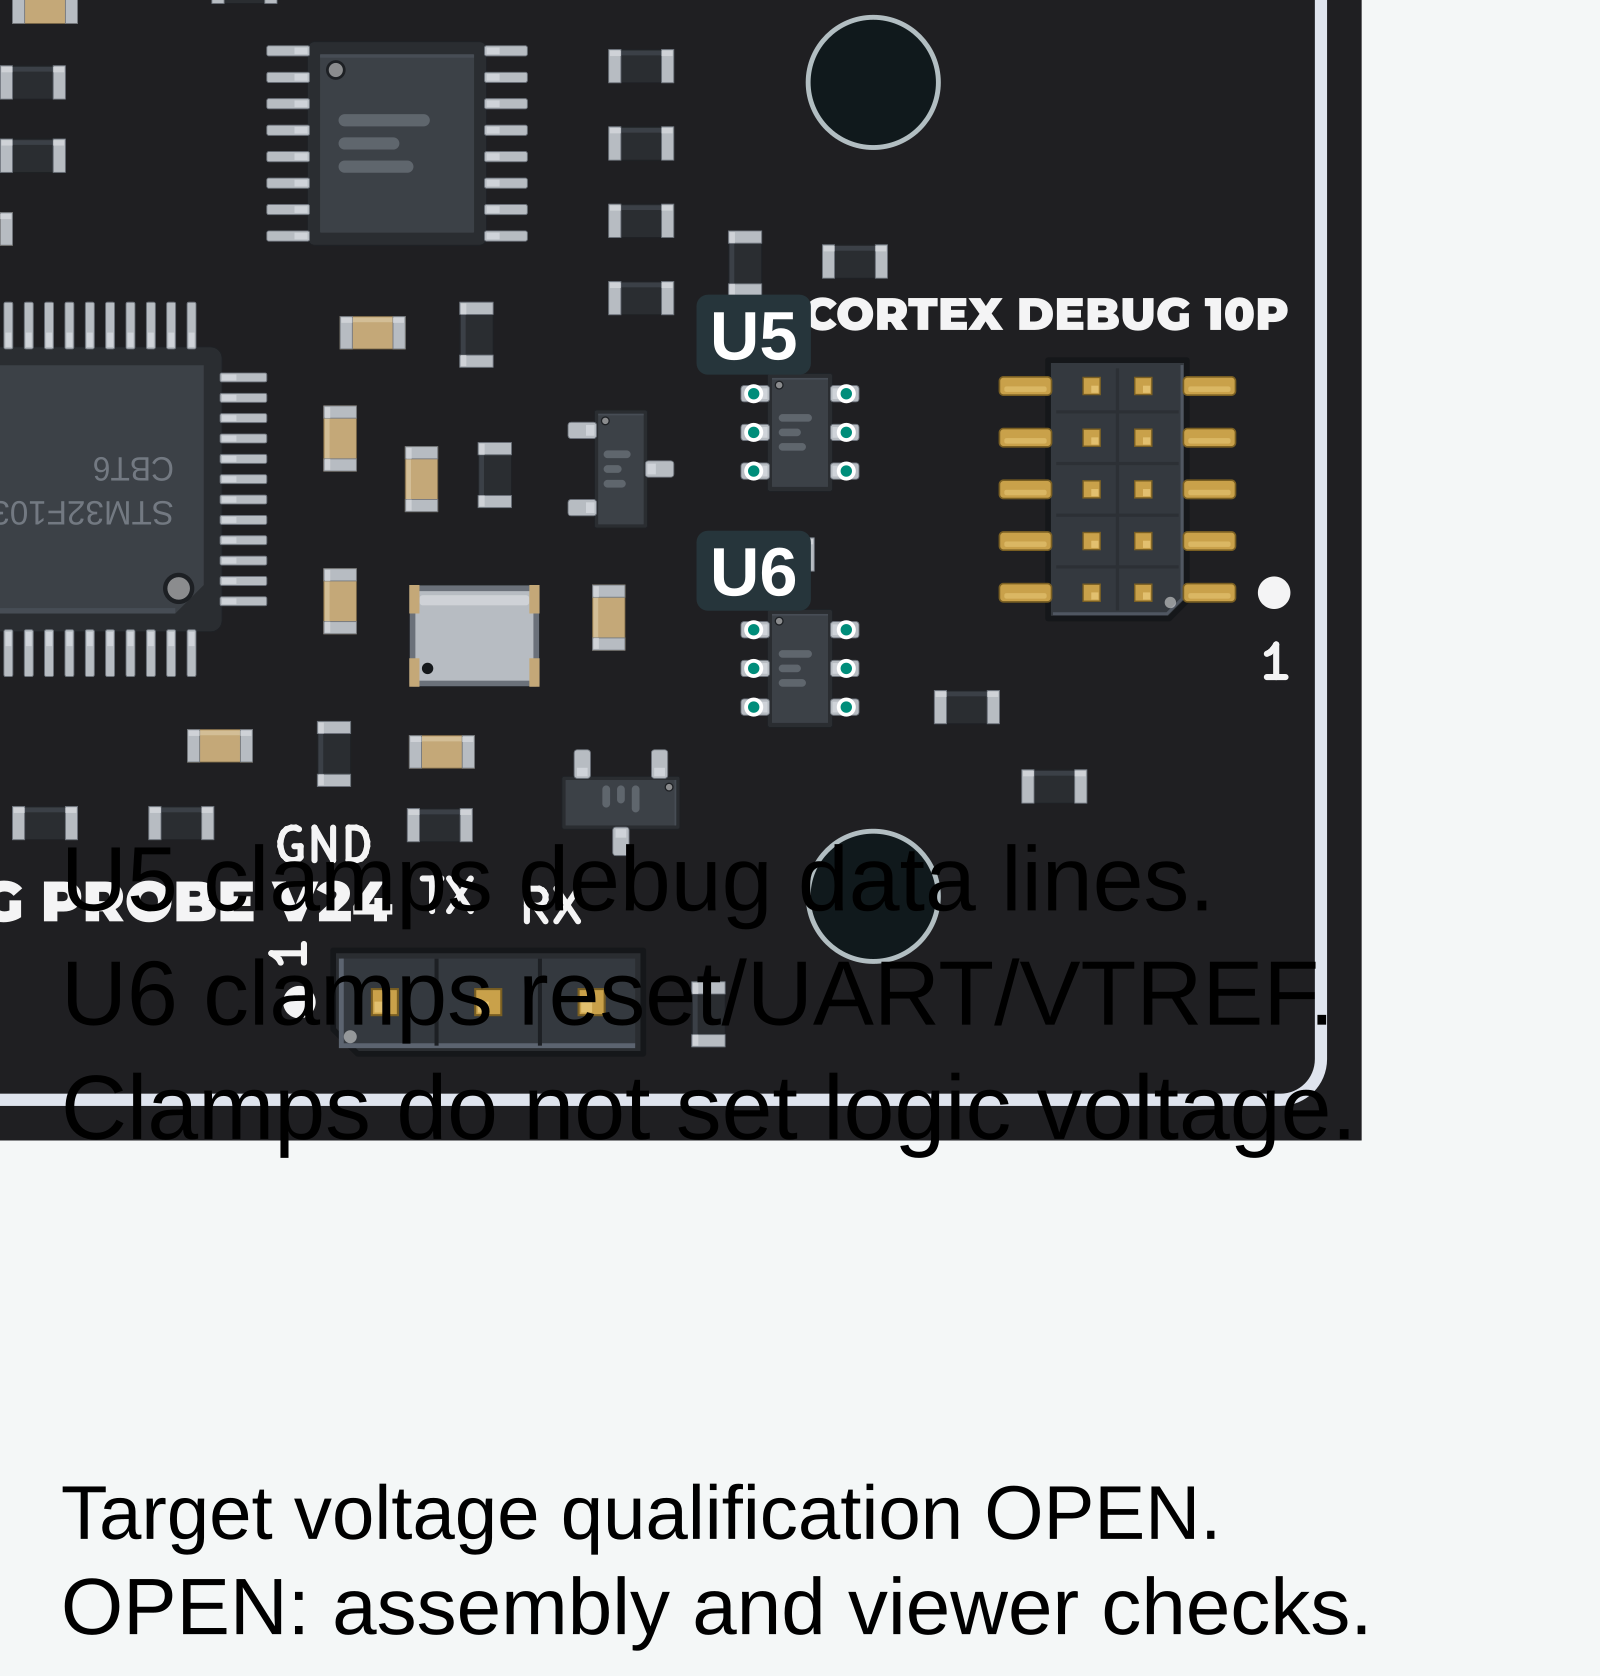 U5
CORTEX DEBUG 10P
CBT6
STM32F103
U6
1
GND
TX
RX
G PROBE V24
1
U5 clamps debug data lines.
U6 clamps reset/UART/VTREF.
Clamps do not set logic voltage.
Target voltage qualification OPEN.
OPEN: assembly and viewer checks.